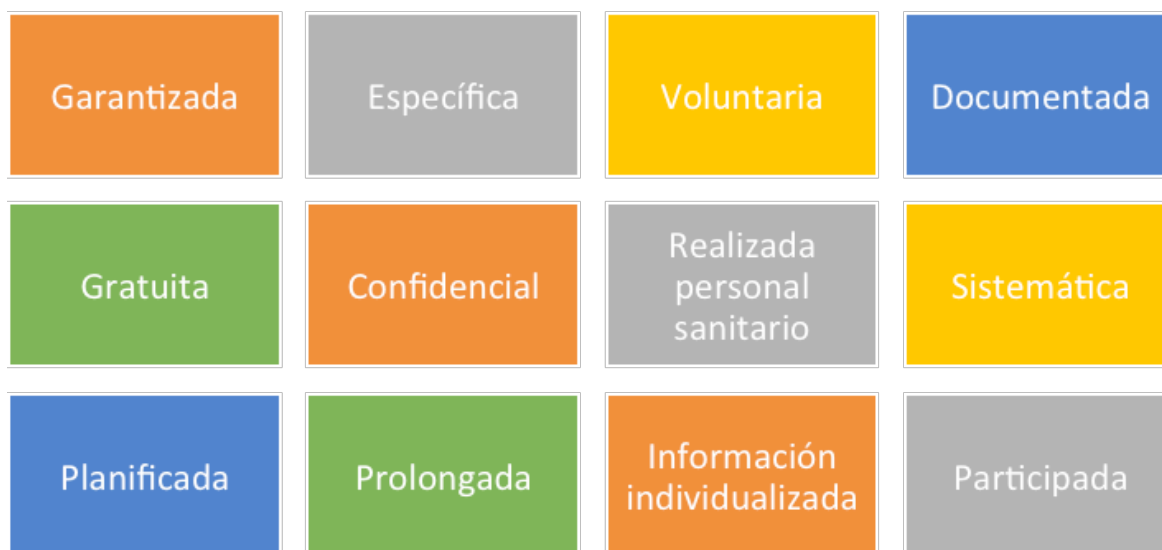 Garantizada
Específica
Voluntaria
Documentada
Gratuita
Confidencial
Realizada
personal
sanitario
Sistemática
Planificada
Prolongada
Información
individualizada
Participada